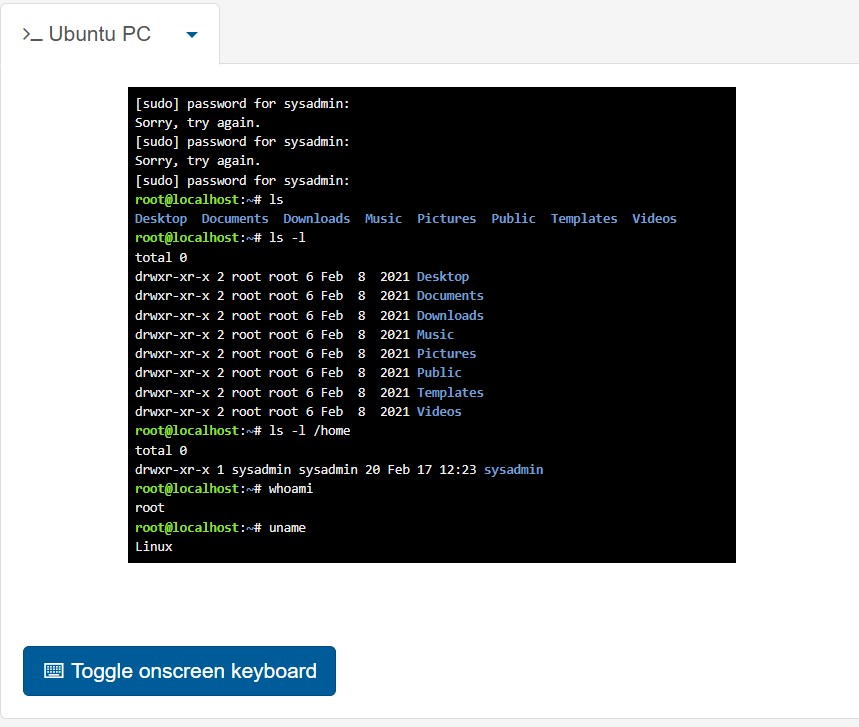 >_ Ubuntu PC
[sudo] password for sysadmin:
Sorry, try again.
[sudo] password for sysadmin:
Sorry, try again.
[sudo] password for sysadmin:
root@localhost:~# ls
Desktop  Documents  Downloads  Music  Pictures  Public  Templates  Videos
root@localhost:~# ls -l
total 0
drwxr-xr-x 2 root root 6 Feb  8  2021 Desktop
drwxr-xr-x 2 root root 6 Feb  8  2021 Documents
drwxr-xr-x 2 root root 6 Feb  8  2021 Downloads
drwxr-xr-x 2 root root 6 Feb  8  2021 Music
drwxr-xr-x 2 root root 6 Feb  8  2021 Pictures
drwxr-xr-x 2 root root 6 Feb  8  2021 Public
drwxr-xr-x 2 root root 6 Feb  8  2021 Templates
drwxr-xr-x 2 root root 6 Feb  8  2021 Videos
root@localhost:~# ls -l /home
total 0
drwxr-xr-x 1 sysadmin sysadmin 20 Feb 17 12:23 sysadmin
root@localhost:~# whoami
root
root@localhost:~# uname
Linux
Toggle onscreen keyboard